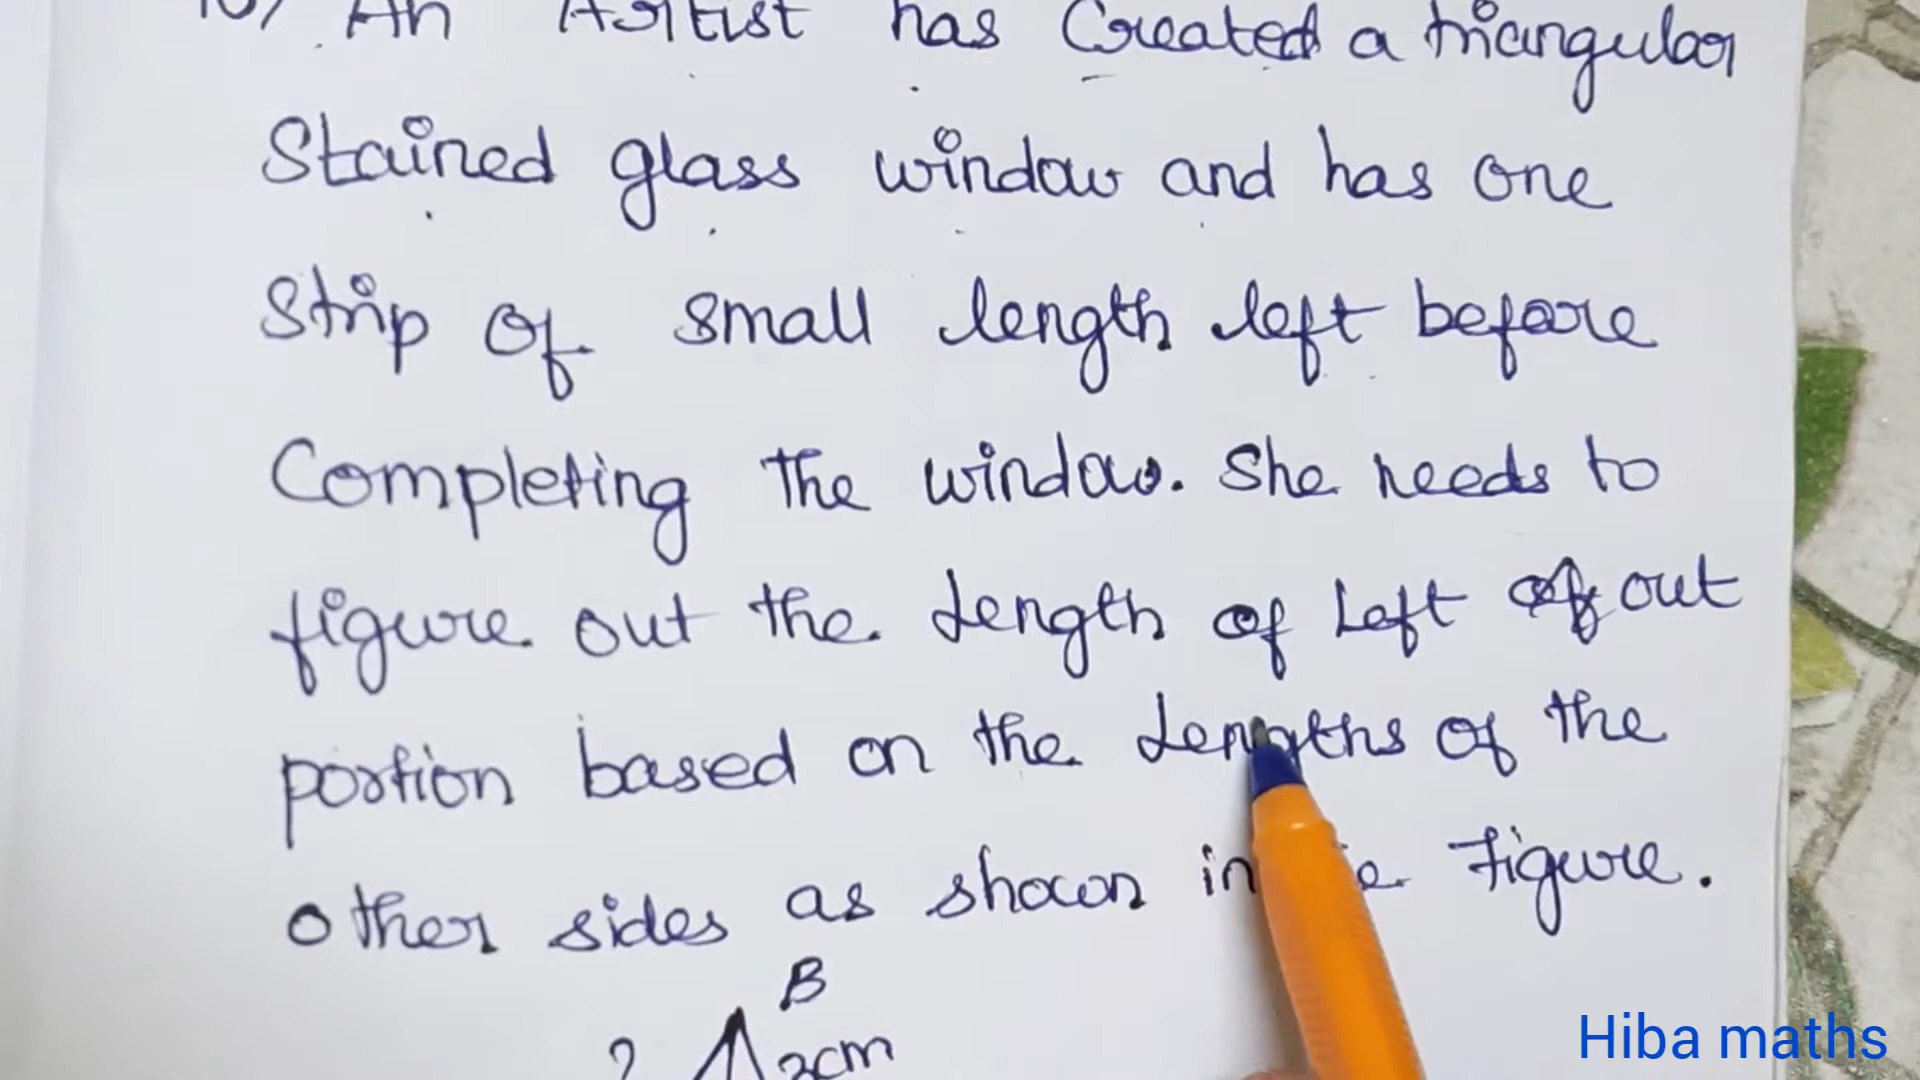 10) An Artist has Created a triangular
Stained glass window and has one
Strip of small length left before
Completing the window. She needs to
figure out the Length of Left out
portion based on the Lengths of the
other sides as shown in Figure.
B
? 3cm
Hiba maths